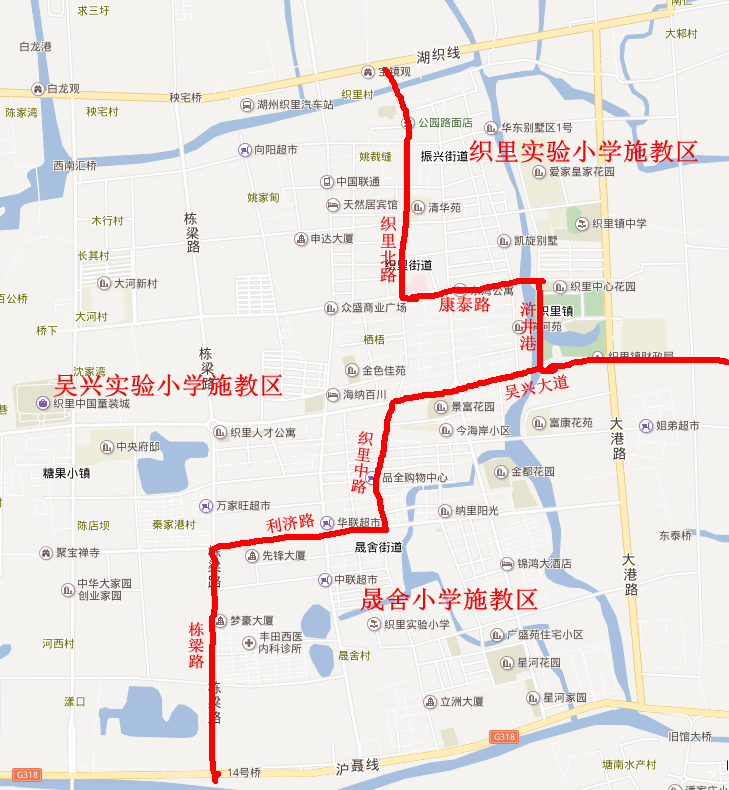 求三圩
南仁
大邾村
白龙港
湖织线
宝镜观
白龙观
秧宅桥
织里村
湖州织里汽车站
陈家湾
秧宅村
公园路面店
华东别墅区1号
向阳超市
姚裁缝
振兴街道
织里实验小学施教区
西南汇桥
爱家皇家花园
中国联通
姚家甸
天然居宾馆
清华苑
木行村
栋梁路
织里北路
织里镇中学
申达大厦
凯旋别墅
长其村
织里街道
大河新村
织里中心花园
百公桥
康泰路
众盛商业广场
浒井港
织里镇
大河村
桥下
栖梧
织里镇财政局
栋梁路
沈家湾
金色佳苑
吴兴实验小学施教区
吴兴大道
海纳百川
织里中国童装城
景富花园
富康花苑
姐弟超市
大港路
织里人才公寓
今海岸小区
中央府邸
织里中路
糖果小镇
品全购物中心
金都花园
万家旺超市
纳里阳光
陈店坝
秦家港村
利济路
华联超市
东泰桥
晟舍街道
聚宝禅寺
栋梁路
先锋大厦
锦鸿大酒店
大港路
中联超市
中华大家园
创业家园
晟舍小学施教区
梦豪大厦
织里实验小学
广盛苑住宅小区
栋梁路
丰田西医
内科诊所
河西村
晟舍村
星河花园
漾口
栋梁路
立洲大厦
星河家园
G318
旧馆大桥
沪聂线
G318
14号桥
塘南水产村